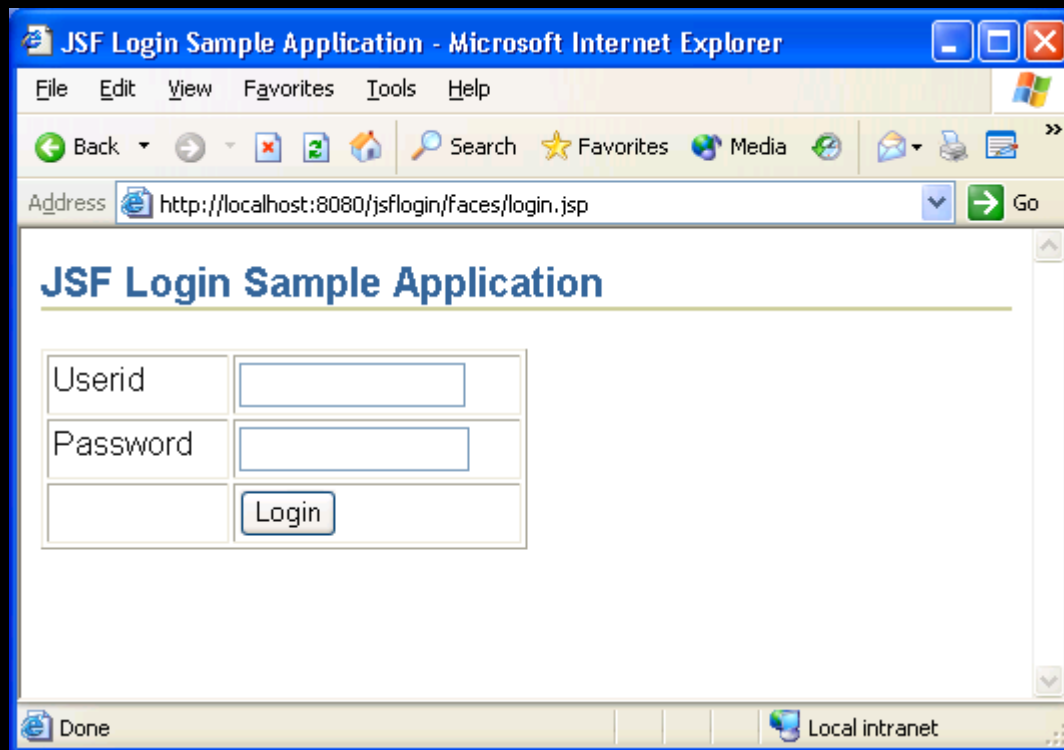 JSF Login Sample Application - Microsoft Internet Explorer
File Edit View Favorites Tools Help
Back Search Favorites Media »
Address http://localhost:8080/jsflogin/faces/login.jsp Go
JSF Login Sample Application
Userid
Password
Login
Done Local intranet